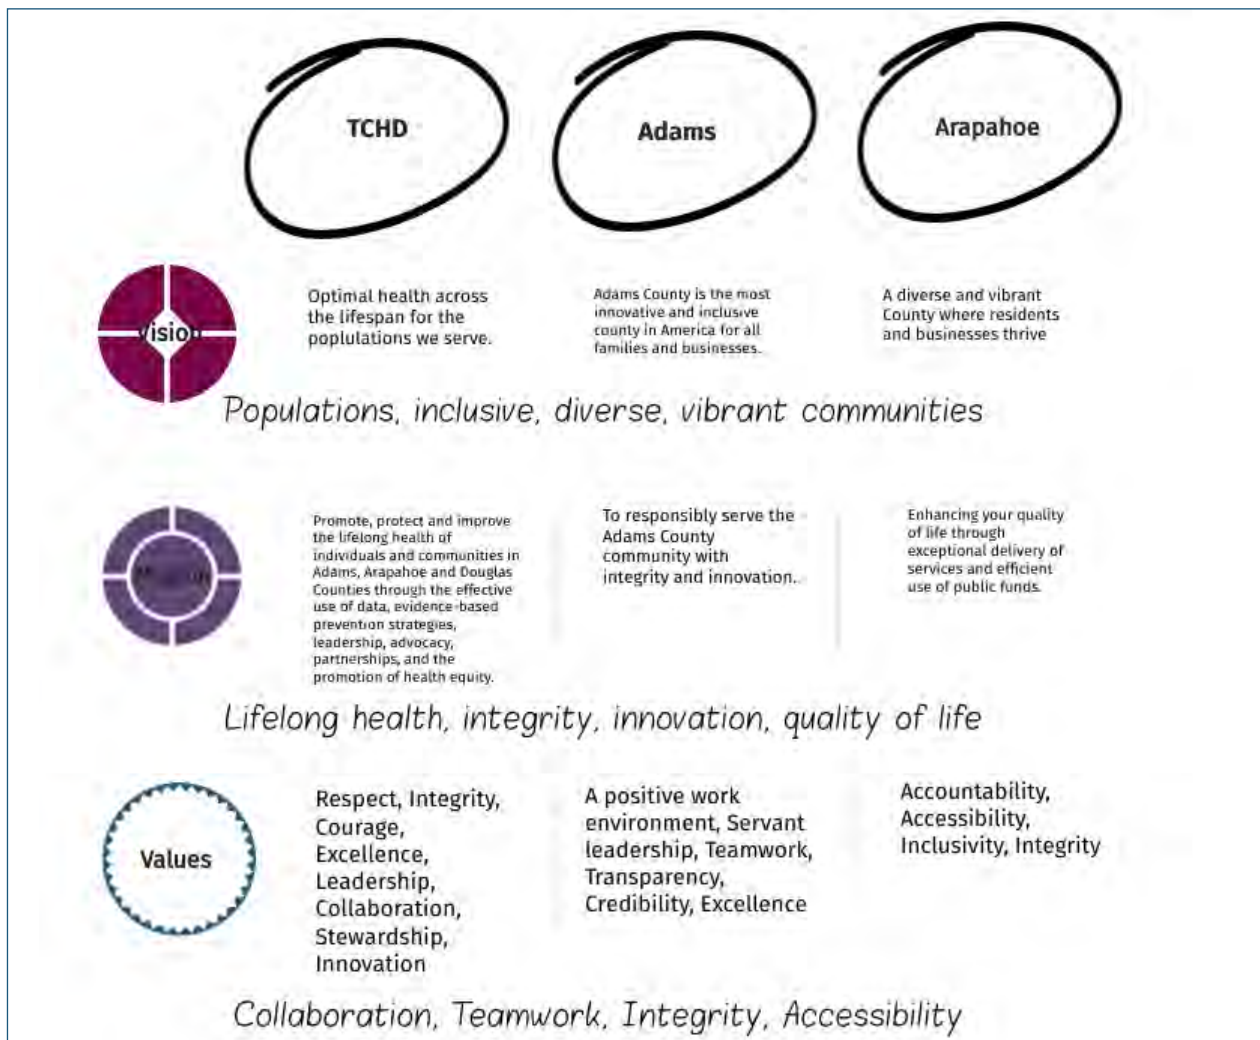 TCHD
Adams
Arapahoe
Vision
Optimal health across
the lifespan for the
poplulations we serve.
Adams County is the most
innovative and inclusive
county in America for all
families and businesses.
A diverse and vibrant
County where residents
and businesses thrive
Populations, inclusive, diverse, vibrant communities
Promote, protect and improve
the lifelong health of
individuals and communities in
Adams, Arapahoe and Douglas
Counties through the effective
use of data, evidence-based
prevention strategies,
leadership, advocacy,
partnerships, and the
promotion of health equity.
To responsibly serve the
Adams County
community with
integrity and innovation.
Enhancing your quality
of life through
exceptional delivery of
services and efficient
use of public funds.
Lifelong health, integrity, innovation, quality of life
Values
Respect, Integrity,
Courage,
Excellence,
Leadership,
Collaboration,
Stewardship,
Innovation
A positive work
environment, Servant
leadership, Teamwork,
Transparency,
Credibility, Excellence
Accountability,
Accessibility,
Inclusivity, Integrity
Collaboration, Teamwork, Integrity, Accessibility